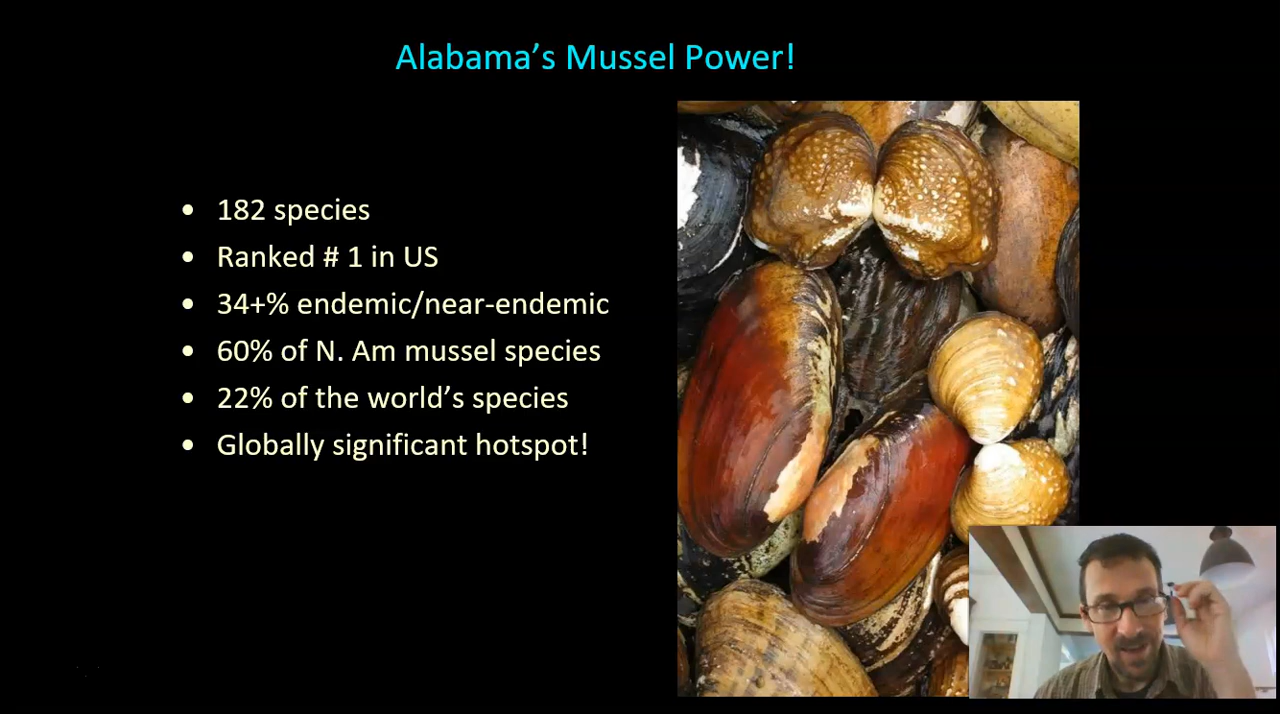 Alabama’s Mussel Power!
• 182 species
• Ranked # 1 in US
• 34+% endemic/near-endemic
• 60% of N. Am mussel species
• 22% of the world’s species
• Globally significant hotspot!